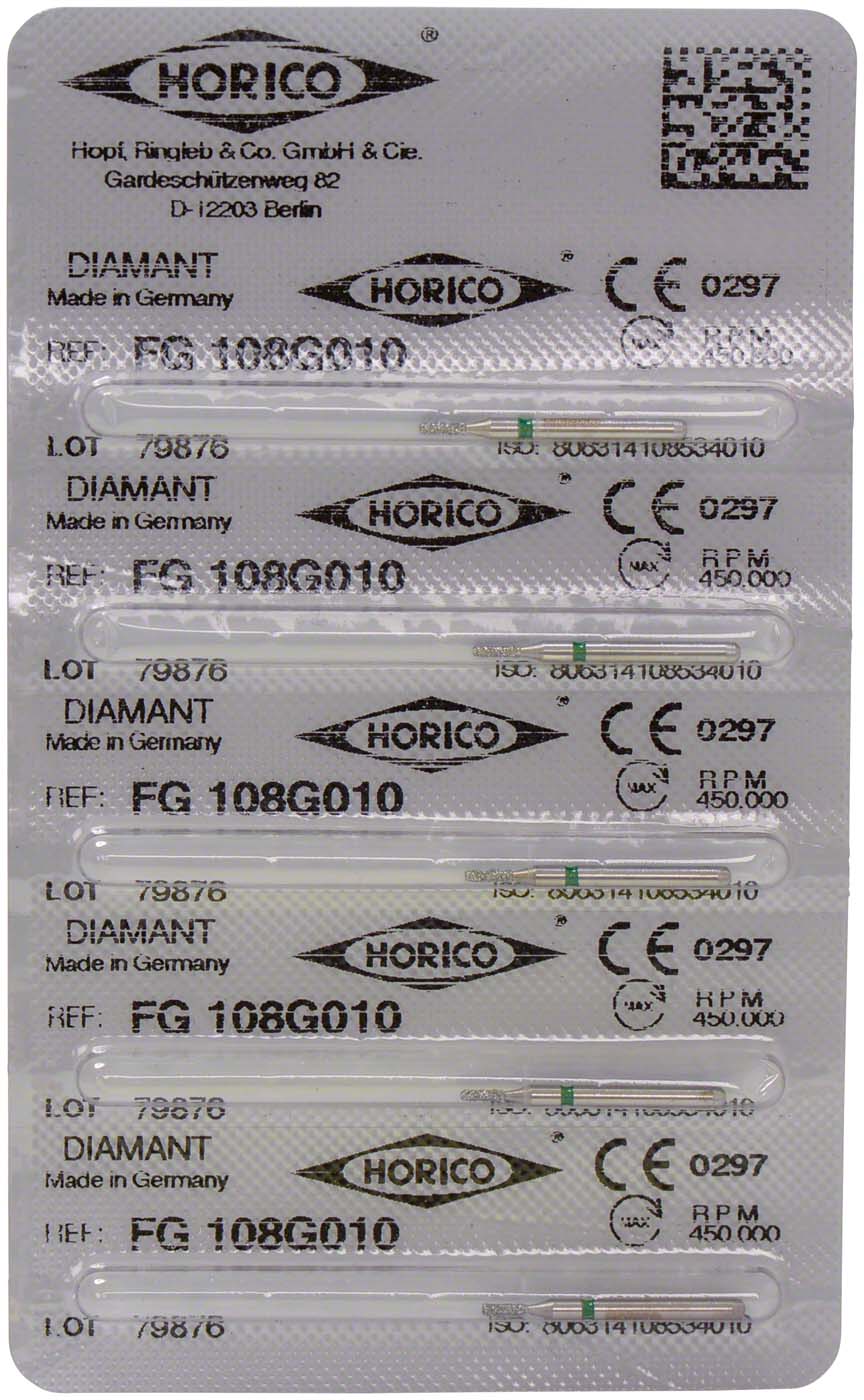 HORICO ®
Hopf, Ringleb & Co. GmbH & Cie.
Gardeschützenweg 82
D-12203 Berlin
DIAMANT
Made in Germany
HORICO ®
CE 0297
REF: FG 108G010
MAX RPM
450.000
LOT 79876
ISO: 806314108534010
DIAMANT
Made in Germany
HORICO ®
CE 0297
REF: FG 108G010
MAX RPM
450.000
LOT 79876
ISO: 806314108534010
DIAMANT
Made in Germany
HORICO ®
CE 0297
REF: FG 108G010
MAX RPM
450.000
LOT 79876
ISO: 806314108534010
DIAMANT
Made in Germany
HORICO ®
CE 0297
REF: FG 108G010
MAX RPM
450.000
LOT 79876
ISO: 806314108534010
DIAMANT
Made in Germany
HORICO ®
CE 0297
REF: FG 108G010
MAX RPM
450.000
LOT 79876
ISO: 806314108534010